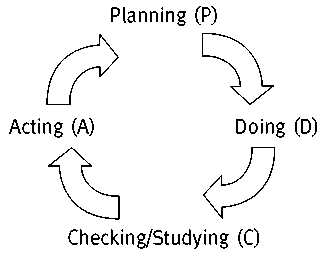 Planning (P)
Acting (A)
Doing (D)
Checking/Studying (C)